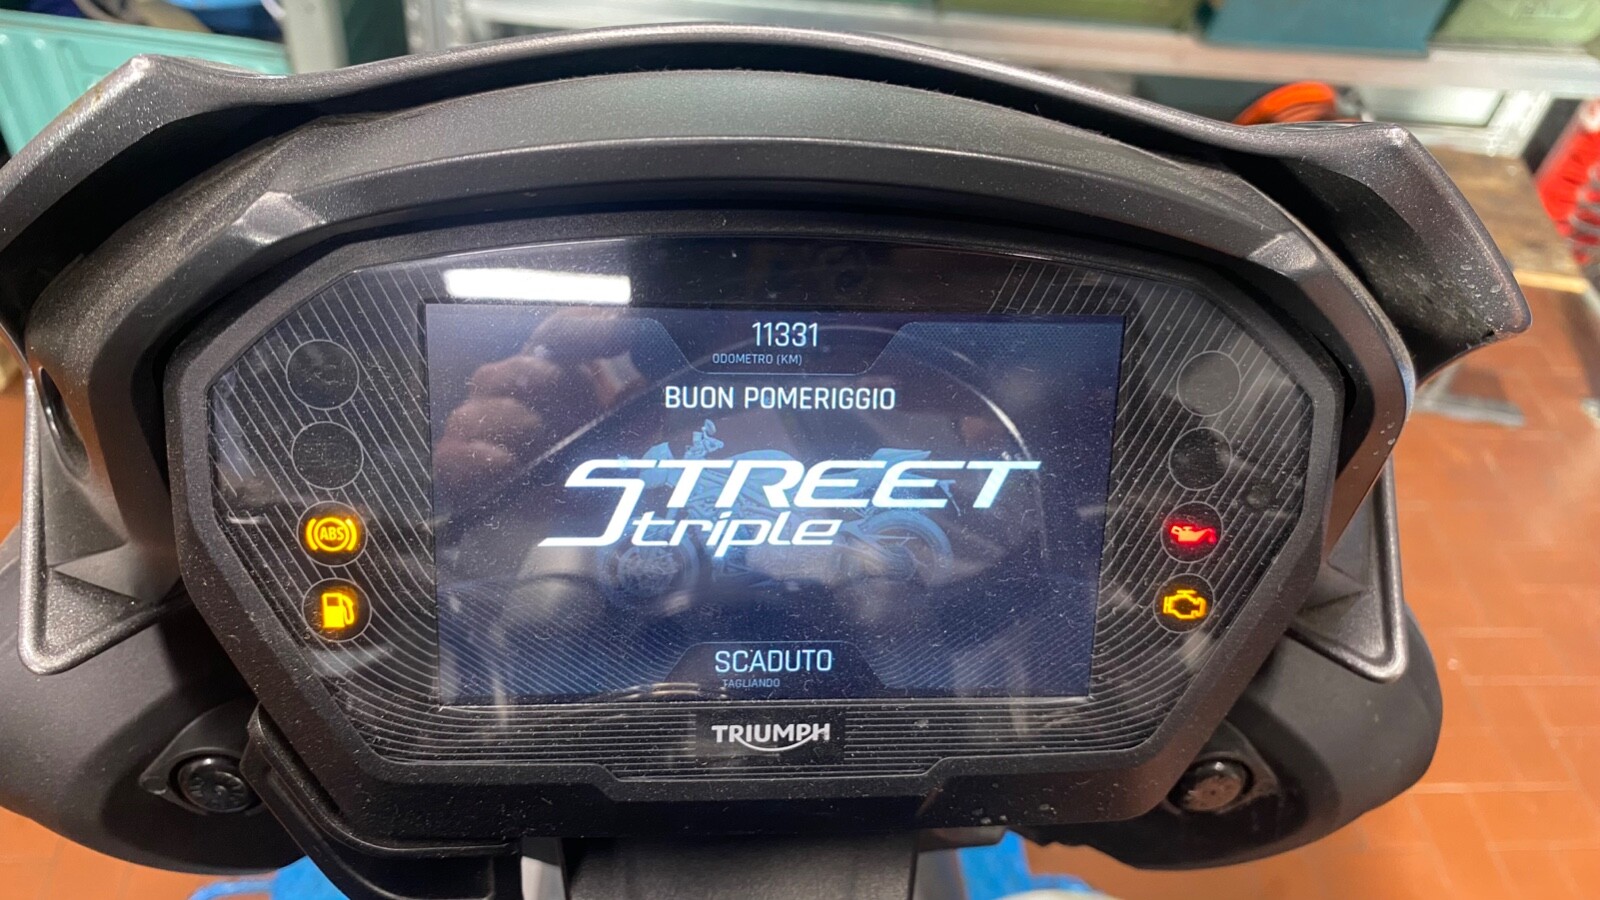 11331
ODOMETRO (KM)
BUON POMERIGGIO
STREET
triple
ABS
SCADUTO
TAGLIANDO
TRIUMPH